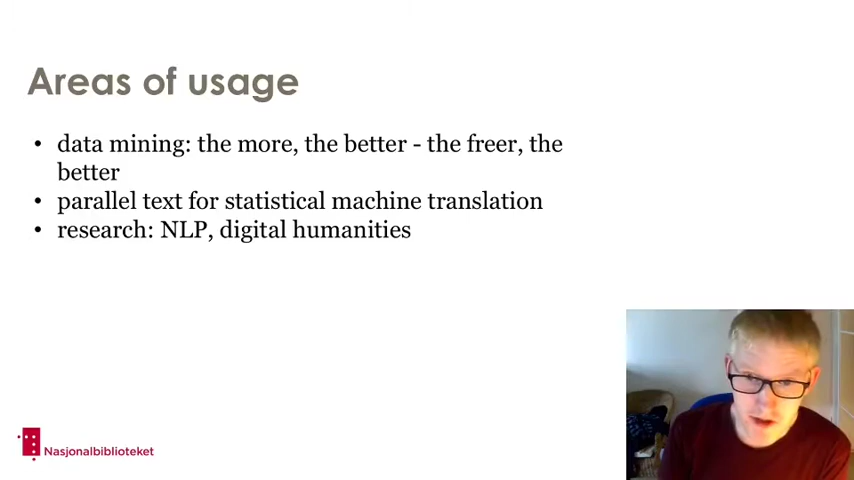 Areas of usage
• data mining: the more, the better - the freer, the
better
• parallel text for statistical machine translation
• research: NLP, digital humanities
Nasjonalbiblioteket